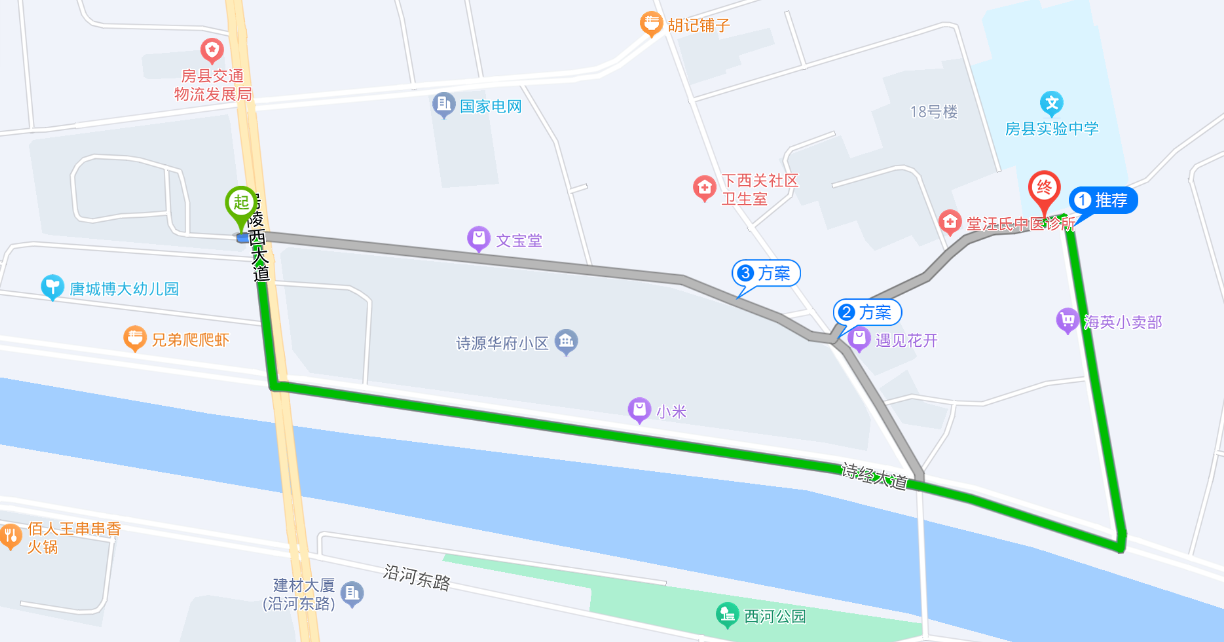 胡记铺子
房县交通
物流发展局
国家电网
18号楼
房县实验中学
下西关社区
卫生室
起
终
1 推荐
堂汪氏中医诊所
房陵西大道
文宝堂
3 方案
唐城博大幼儿园
2 方案
海英小卖部
兄弟爬爬虾
诗源华府小区
遇见花开
小米
诗经大道
佰人王串串香
火锅
沿河东路
建材大厦
(沿河东路)
西河公园